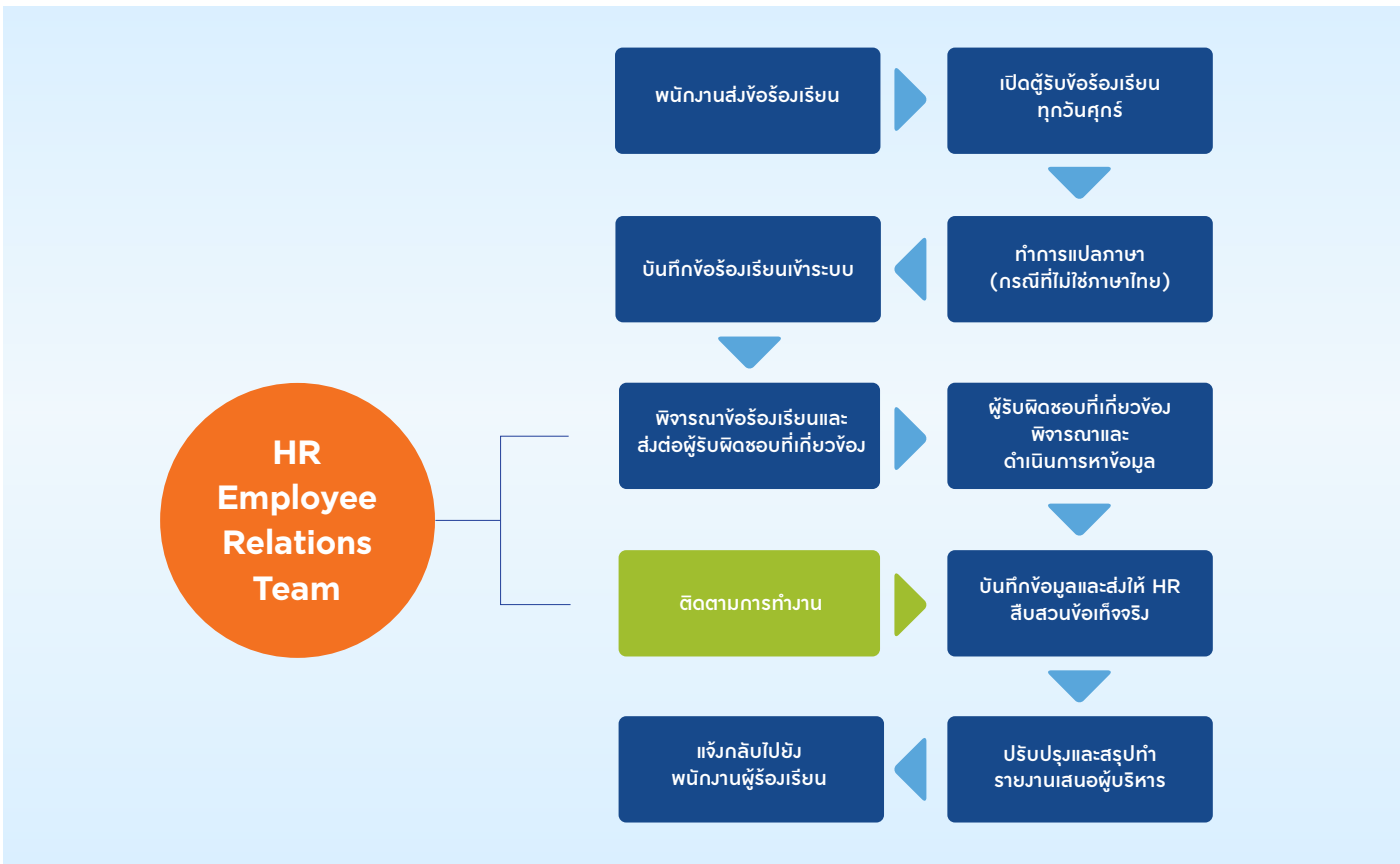 พนักงานส่งข้อร้องเรียน
เปิดตู้รับข้อร้องเรียน
ทุกวันศุกร์
ทำการแปลภาษา
(กรณีที่ไม่ใช่ภาษาไทย)
บันทึกข้อร้องเรียนเข้าระบบ
HR
Employee
Relations
Team
พิจารณาข้อร้องเรียนและ
ส่งต่อผู้รับผิดชอบที่เกี่ยวข้อง
ผู้รับผิดชอบที่เกี่ยวข้อง
พิจารณาและ
ดำเนินการหาข้อมูล
ติดตามการทำงาน
บันทึกข้อมูลและส่งให้ HR
สืบสวนข้อเท็จจริง
ปรับปรุงและสรุปทำ
รายงานเสนอผู้บริหาร
แจ้งกลับไปยัง
พนักงานผู้ร้องเรียน